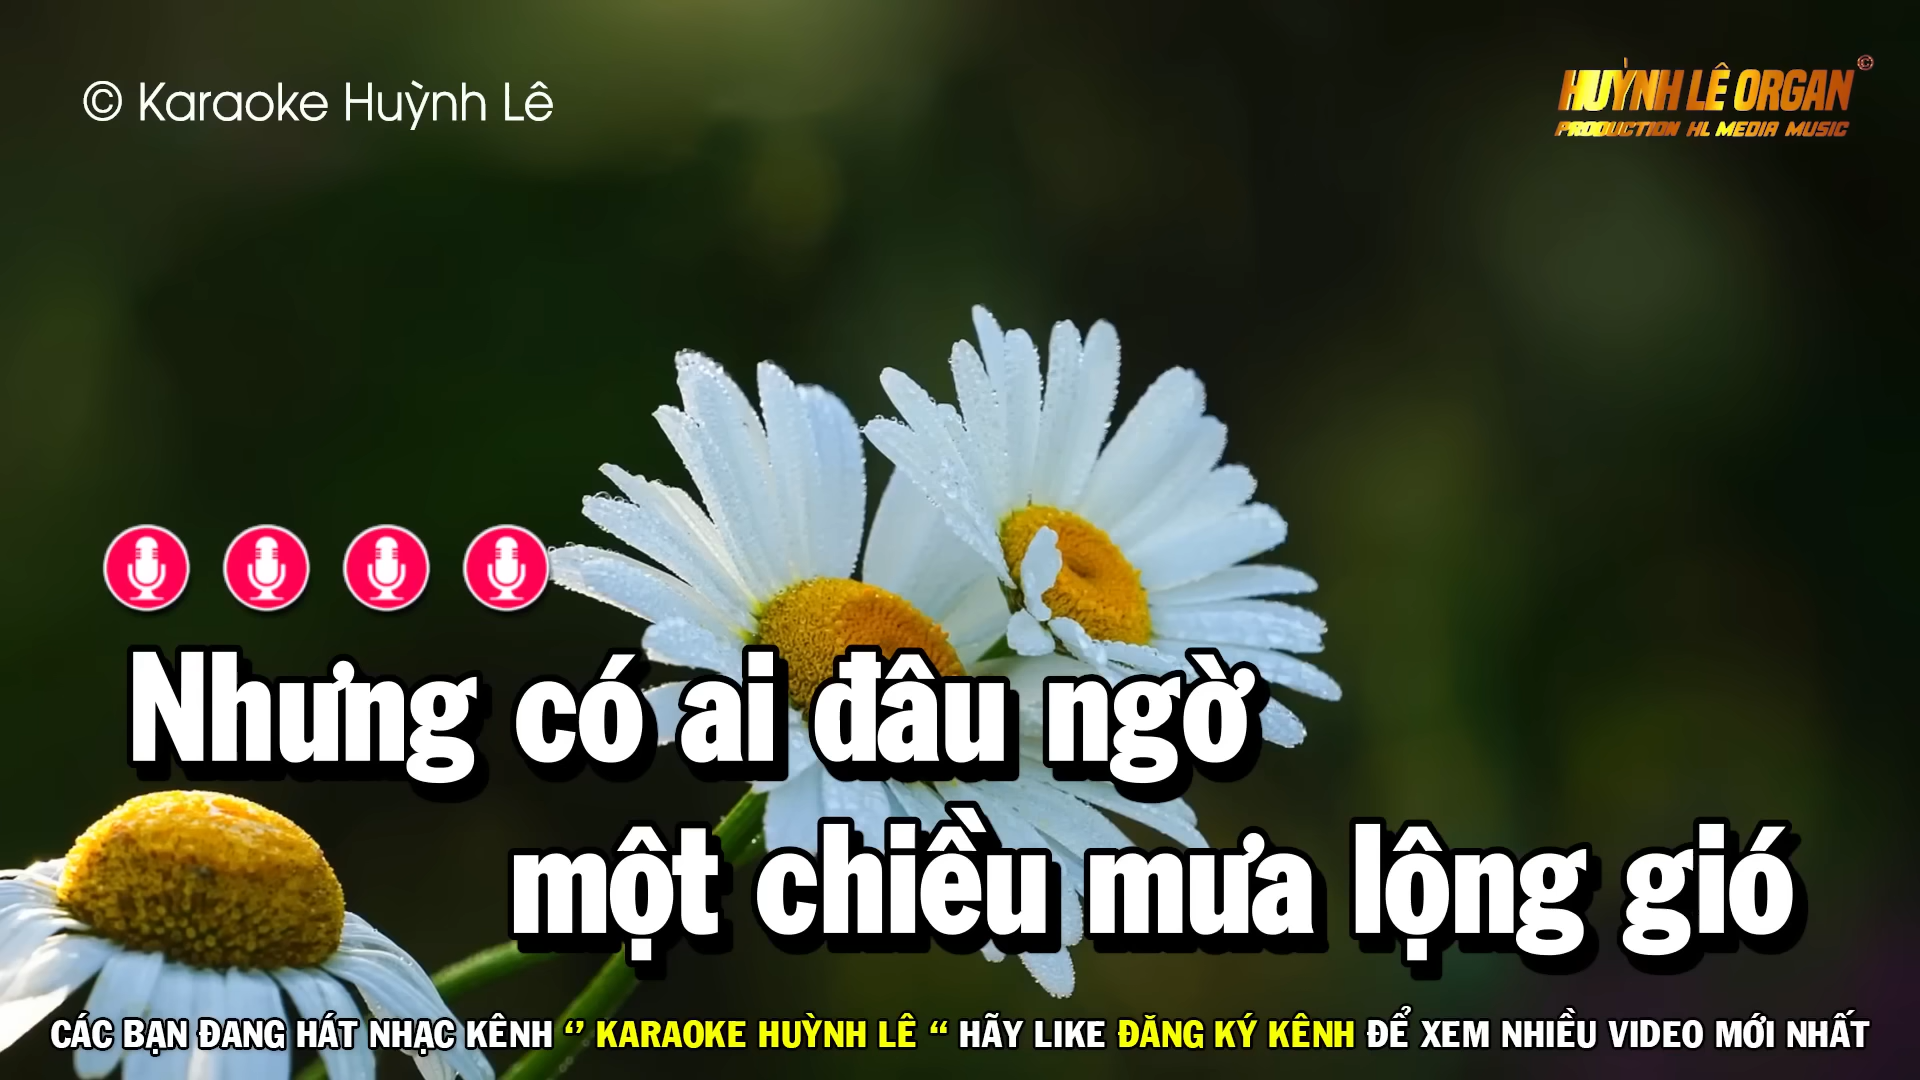 © Karaoke Huỳnh Lê
HUỲNH LÊ ORGAN ©
PRODUCTION HL MEDIA MUSIC
Nhưng có ai đâu ngờ
một chiều mưa lộng gió
CÁC BẠN ĐANG HÁT NHẠC KÊNH “ KARAOKE HUỲNH LÊ “ HÃY LIKE ĐĂNG KÝ KÊNH ĐỂ XEM NHIỀU VIDEO MỚI NHẤT